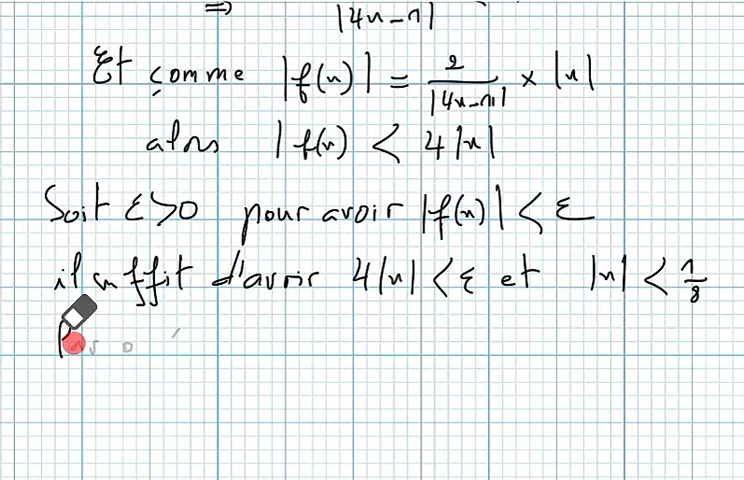 ⇒ |4x-1|
Et comme |f(x)| = 2/|4x-1| × |x|
alors |f(x) < 4|x|
Soit ε>0 pour avoir |f(x)| < ε
il suffit d'avoir 4|x| < ε et |x| < 1/8